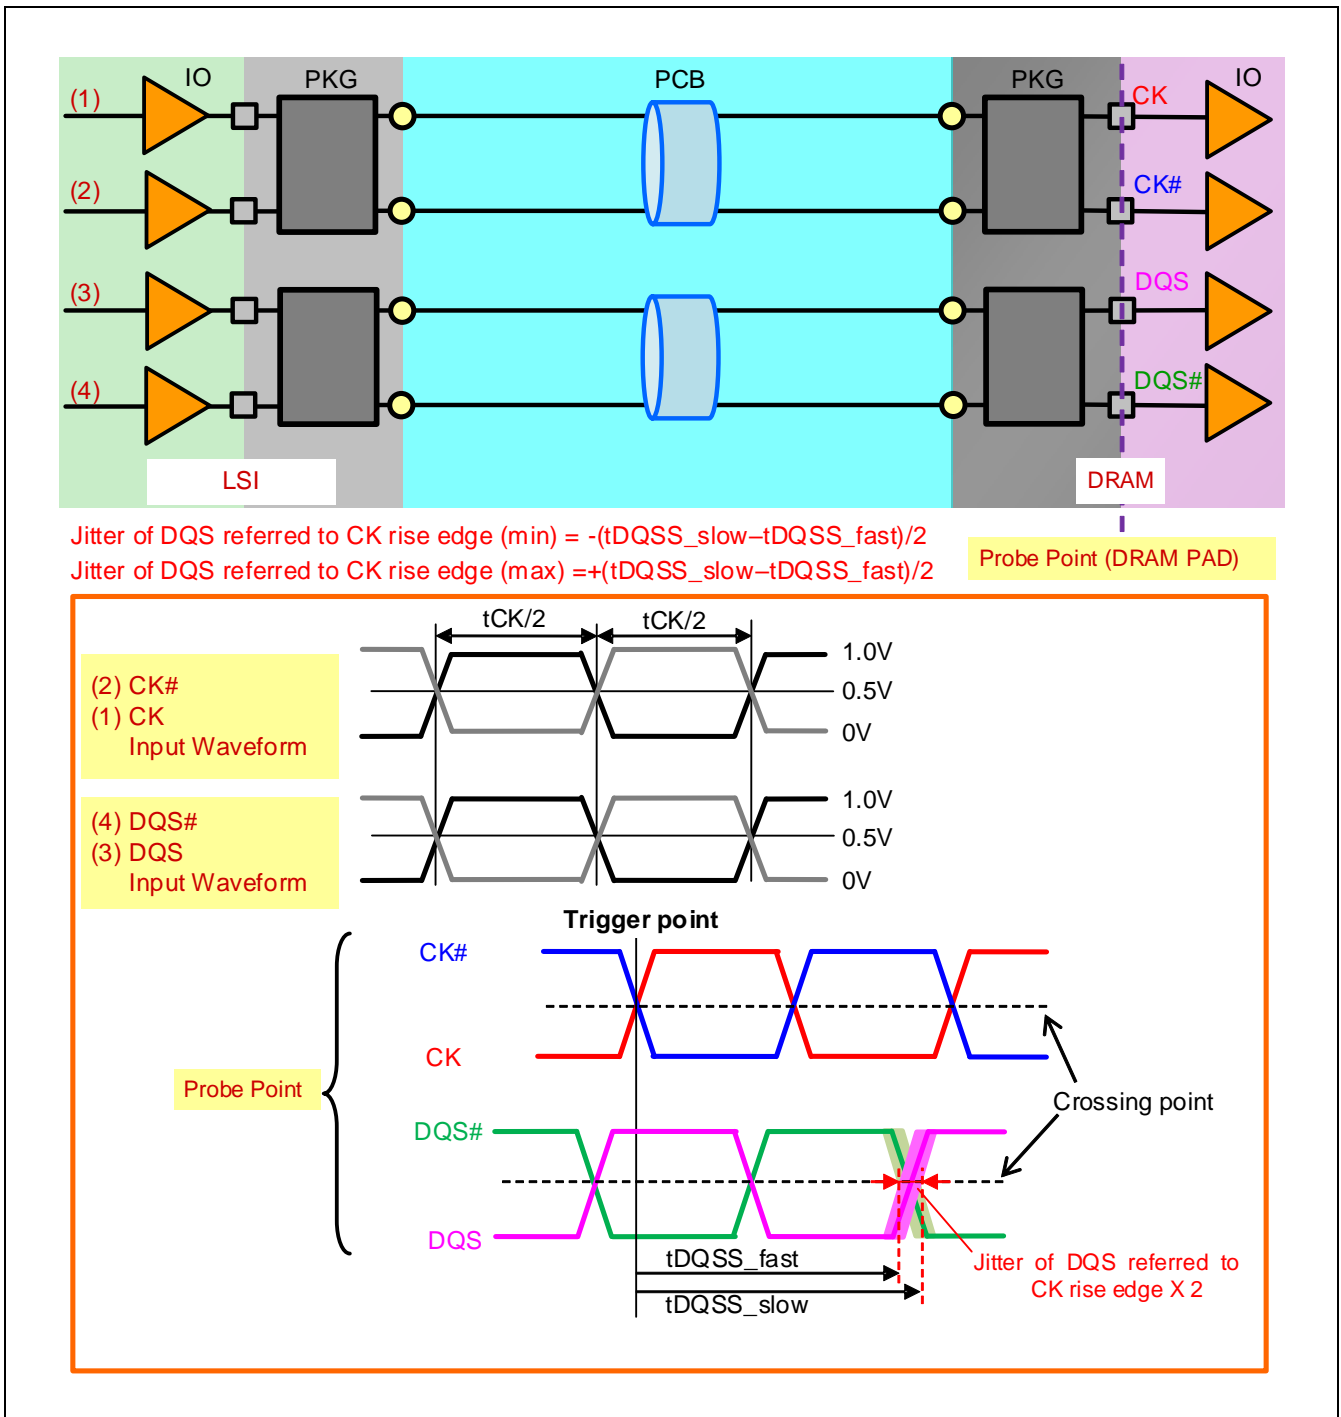 IO
PKG
PCB
PKG
IO
(1)
CK
(2)
CK#
(3)
DQS
(4)
DQS#
LSI
DRAM
Jitter of DQS referred to CK rise edge (min) = -(tDQSS_slow–tDQSS_fast)/2
Jitter of DQS referred to CK rise edge (max) =+(tDQSS_slow–tDQSS_fast)/2
Probe Point (DRAM PAD)
tCK/2
tCK/2
(2) CK#
(1) CK
Input Waveform
1.0V
0.5V
0V
(4) DQS#
(3) DQS
Input Waveform
1.0V
0.5V
0V
Trigger point
CK#
CK
Probe Point
Crossing point
DQS#
DQS
tDQSS_fast
tDQSS_slow
Jitter of DQS referred to
CK rise edge X 2